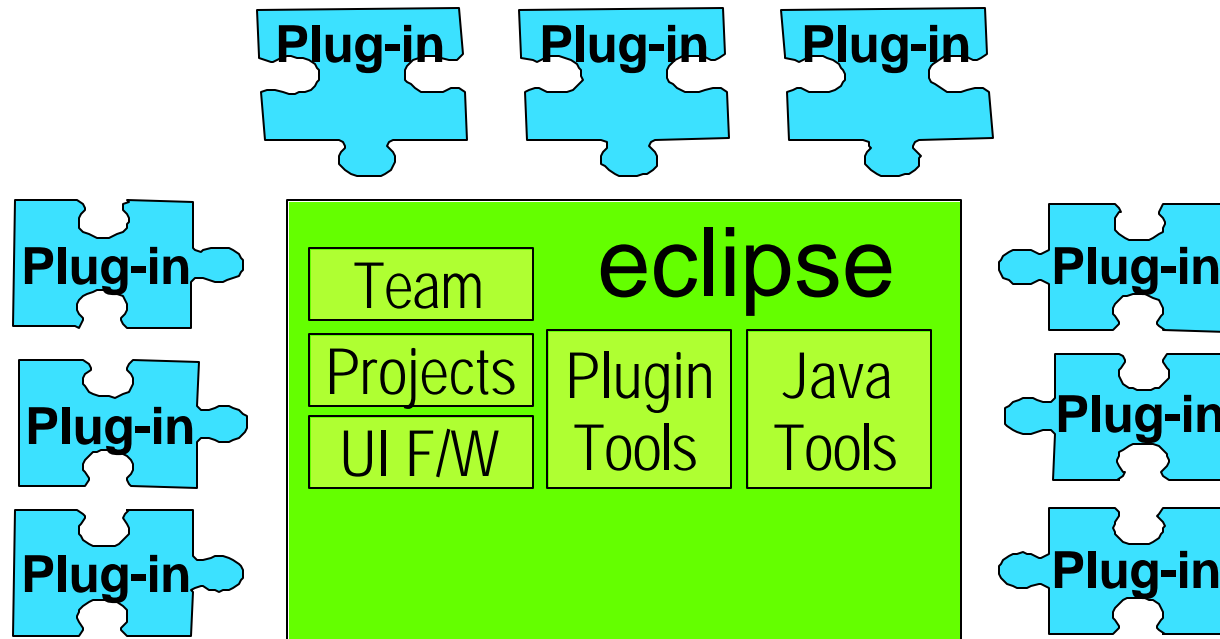 Plug-in Plug-in Plug-in
eclipse
Plug-in
Team
Plug-in
Projects
UI F/W
Plugin
Tools
Java
Tools
Plug-in
Plug-in
Plug-in
Plug-in